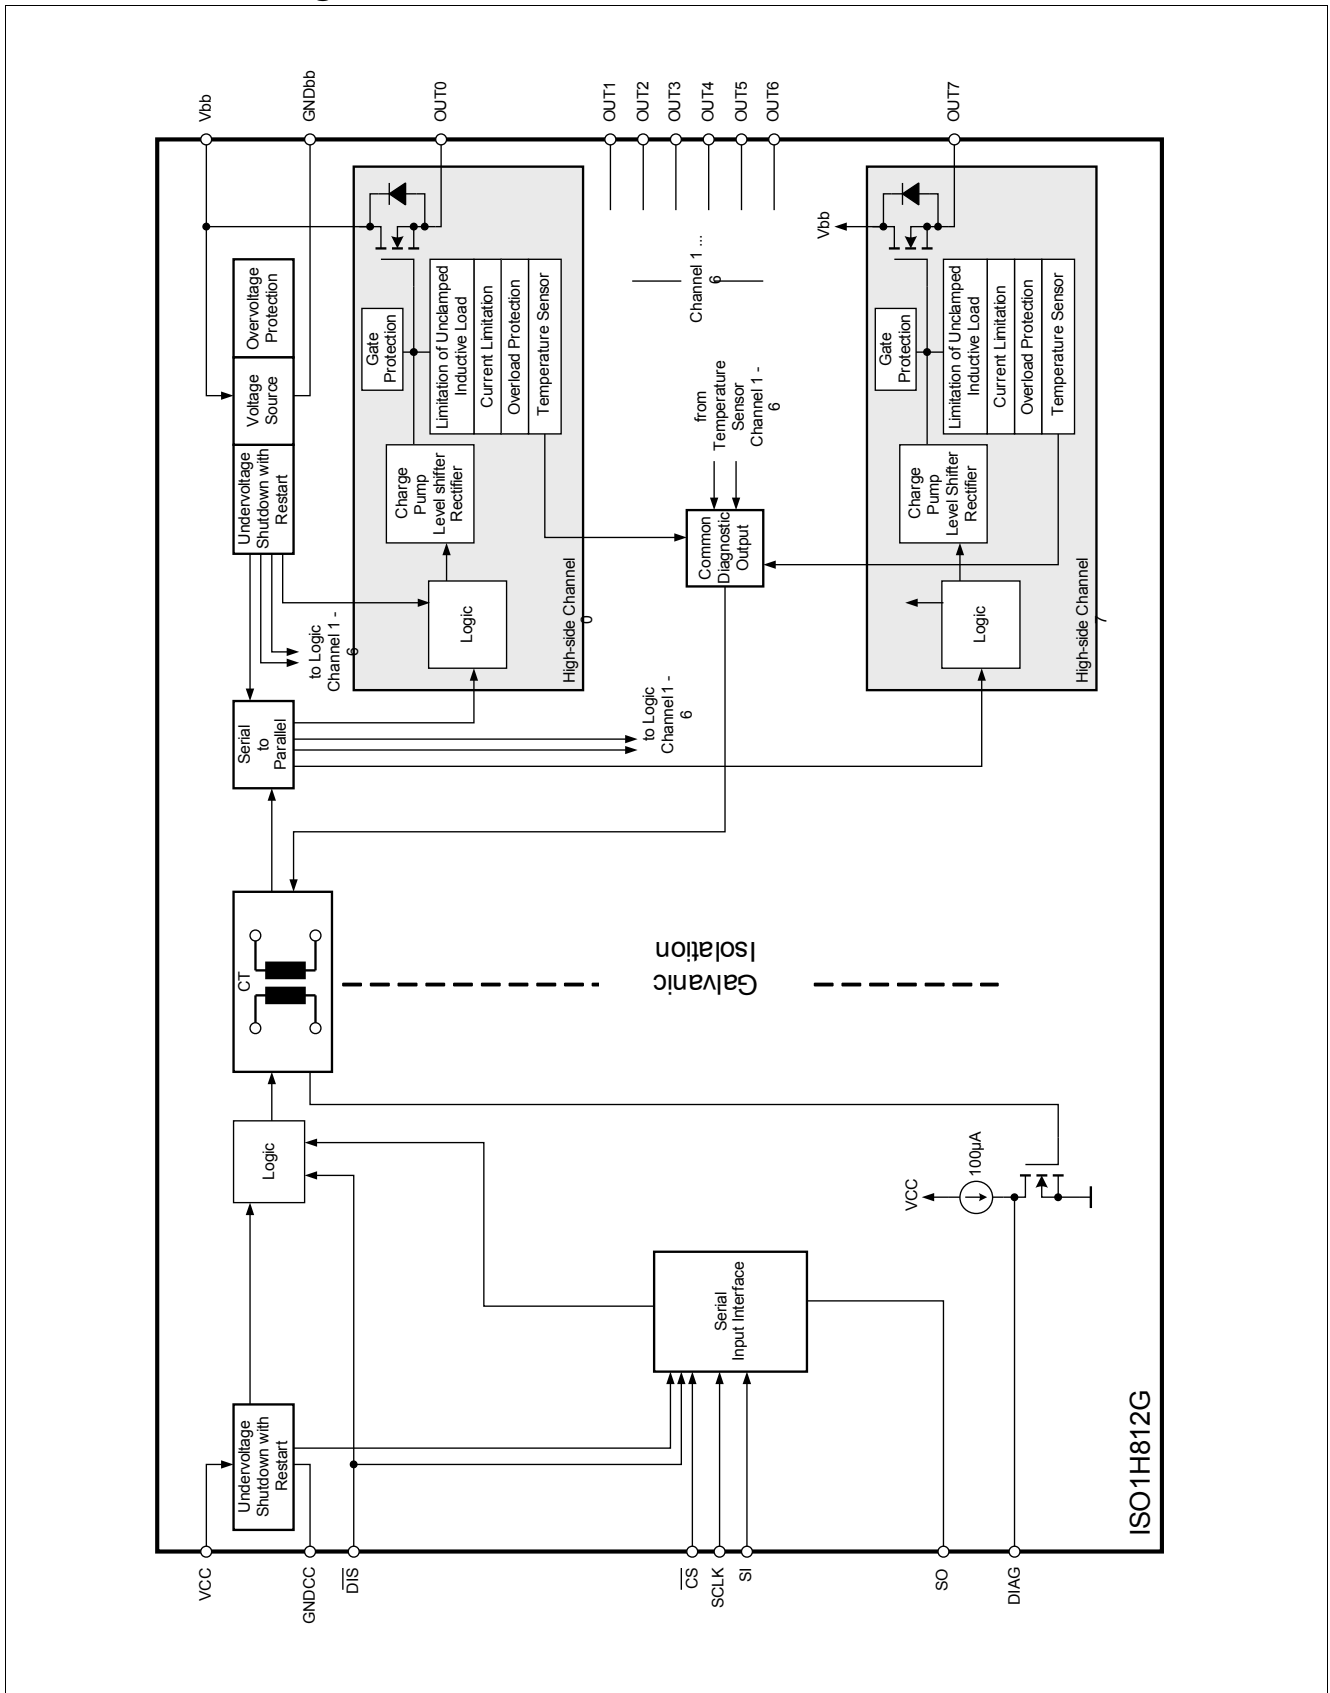 Vbb
GNDbb
OUT0
OUT1
OUT2
OUT3
OUT4
OUT5
OUT6
OUT7
Overvoltage
Protection
Voltage
Source
Undervoltage
Shutdown with
Restart
Gate
Protection
Limitation of Unclamped
Inductive Load
Current Limitation
Overload Protection
Temperature Sensor
Charge
Pump
Level shifter
Rectifier
Logic
High-side Channel
0
to Logic
Channel 1 -
6
Channel 1 ...
6
from
Temperature
Sensor
Channel 1 -
6
Common
Diagnostic
Output
Vbb
Gate
Protection
Limitation of Unclamped
Inductive Load
Current Limitation
Overload Protection
Temperature Sensor
Charge
Pump
Level Shifter
Rectifier
Logic
High-side Channel
7
Serial
to
Parallel
to Logic
Channel1 -
6
CT
Galvanic
Isolation
Logic
VCC
100µA
Serial
Input Interface
Undervoltage
Shutdown with
Restart
VCC
GNDCC
DIS
CS
SCLK
SI
SO
DIAG
ISO1H812G